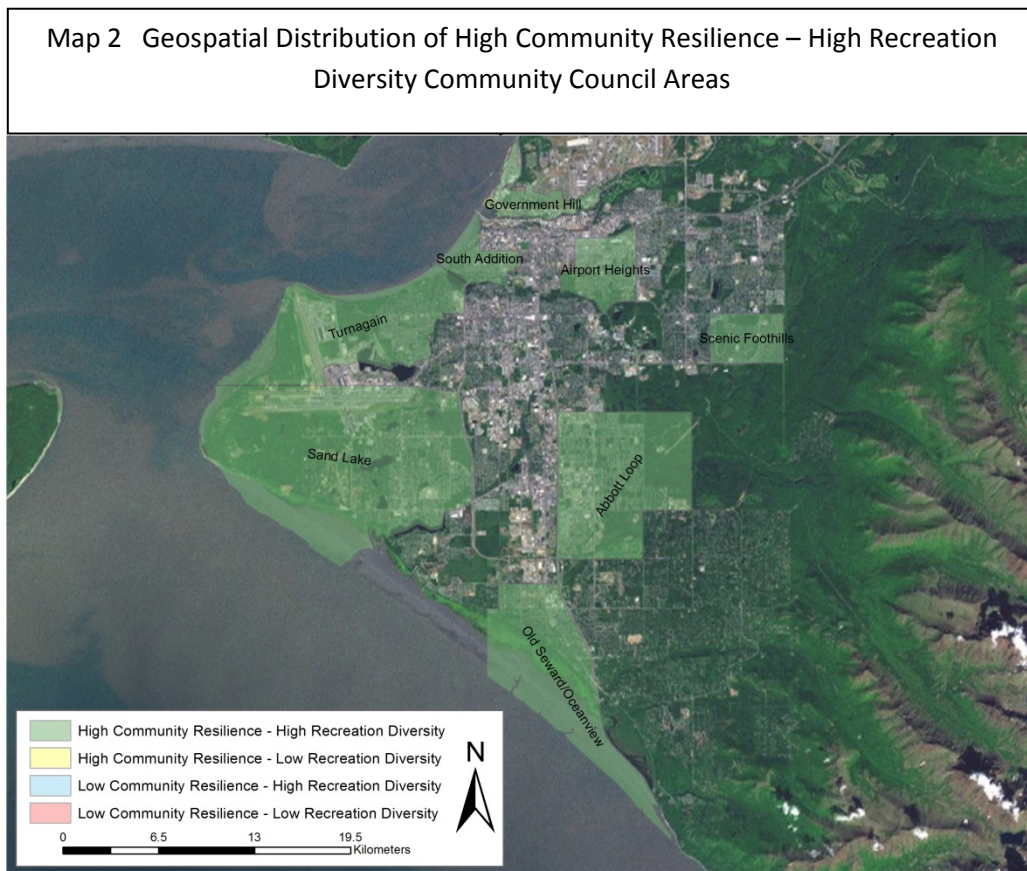 Map 2 Geospatial Distribution of High Community Resilience – High Recreation
Diversity Community Council Areas
Government Hill
South Addition
Airport Heights
Turnagain
Scenic Foothills
Sand Lake
Abbott Loop
Old Seward/Oceanview
High Community Resilience - High Recreation Diversity
High Community Resilience - Low Recreation Diversity
Low Community Resilience - High Recreation Diversity
Low Community Resilience - Low Recreation Diversity
N
0 6.5 13 19.5
Kilometers